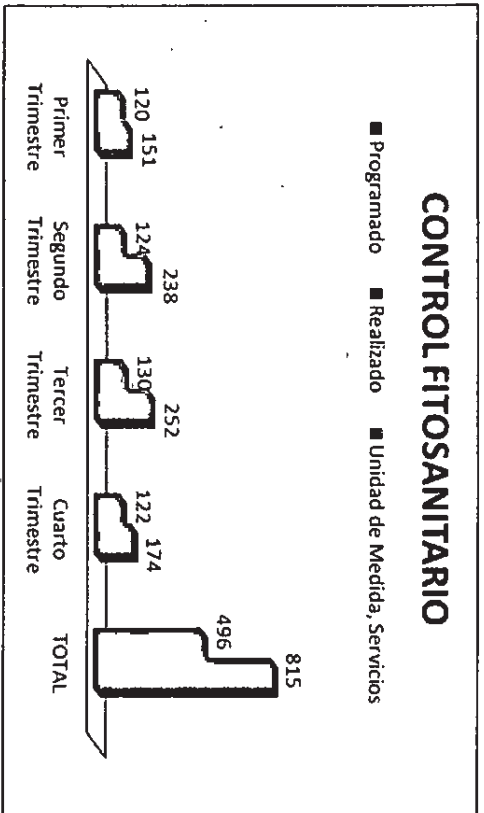 CONTROL FITOSANITARIO
■ Programado ■ Realizado ■ Unidad de Medida, Servicios
120 151 124 238 130 252 122 174 496 815
Primer Trimestre
Segundo Trimestre
Tercer Trimestre
Cuarto Trimestre
TOTAL